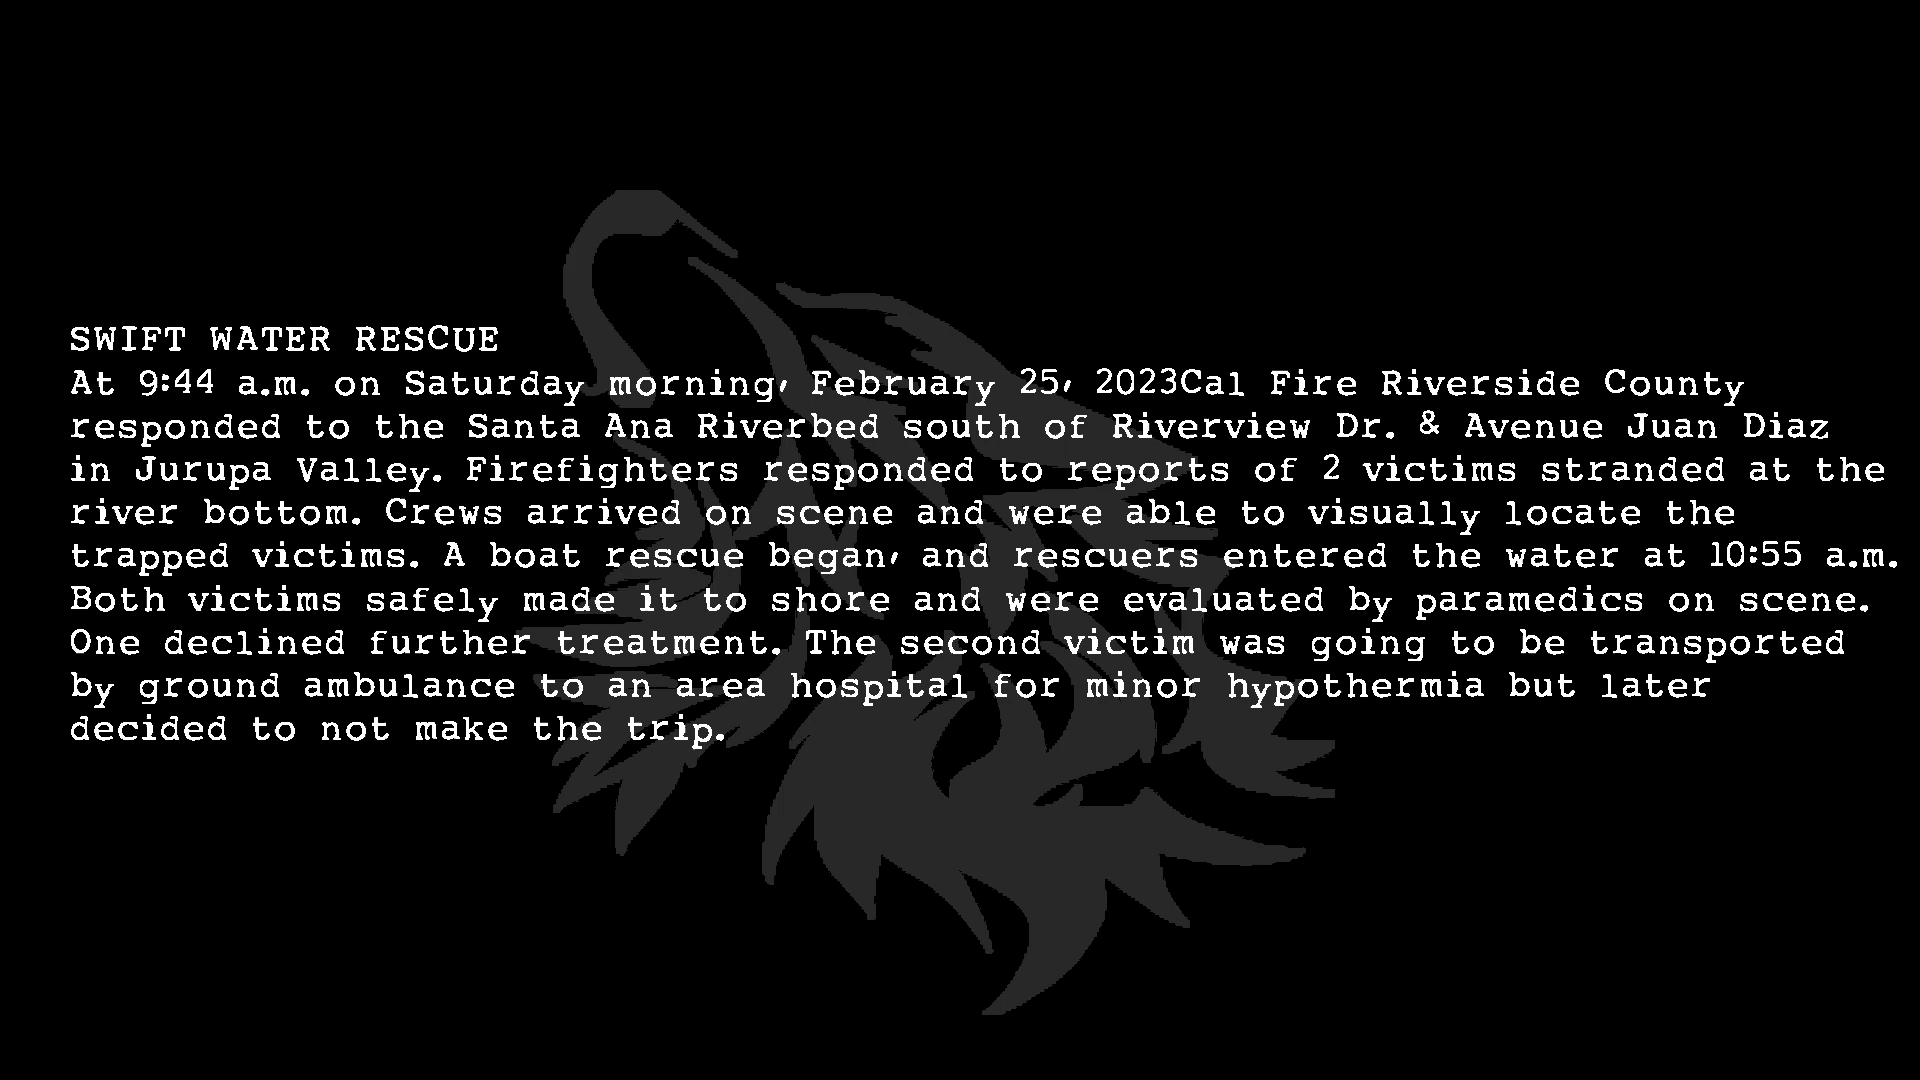 SWIFT WATER RESCUE
At 9:44 a.m. on Saturday morning, February 25, 2023Cal Fire Riverside County
responded to the Santa Ana Riverbed south of Riverview Dr. & Avenue Juan Diaz
in Jurupa Valley. Firefighters responded to reports of 2 victims stranded at the
river bottom. Crews arrived on scene and were able to visually locate the
trapped victims. A boat rescue began, and rescuers entered the water at 10:55 a.m.
Both victims safely made it to shore and were evaluated by paramedics on scene.
One declined further treatment. The second victim was going to be transported
by ground ambulance to an area hospital for minor hypothermia but later
decided to not make the trip.